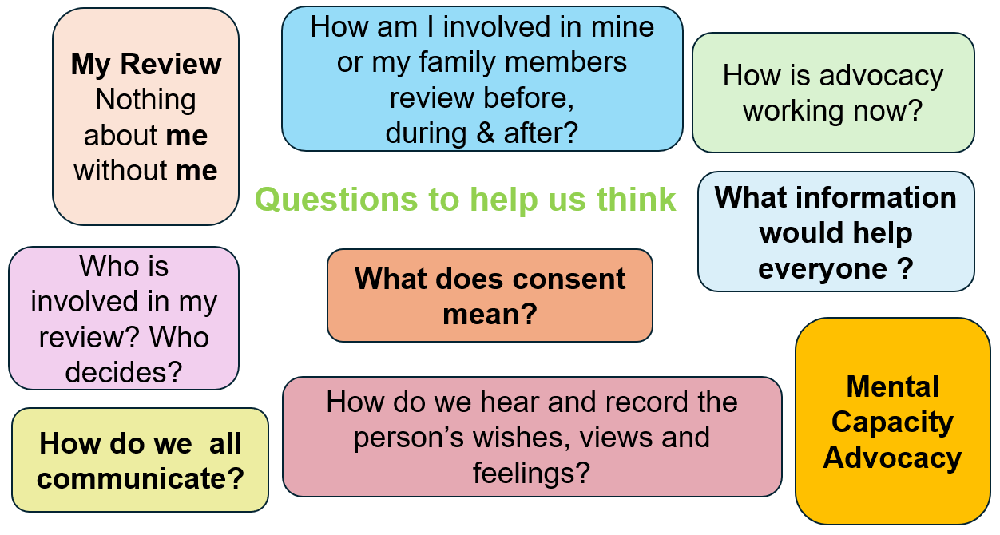 My Review
Nothing
about me
without me
How am I involved in mine
or my family members
review before,
during & after?
How is advocacy
working now?
Questions to help us think
What information
would help
everyone ?
Who is
involved in my
review? Who
decides?
What does consent
mean?
Mental
Capacity
Advocacy
How do we  all
communicate?
How do we hear and record the
person’s wishes, views and
feelings?